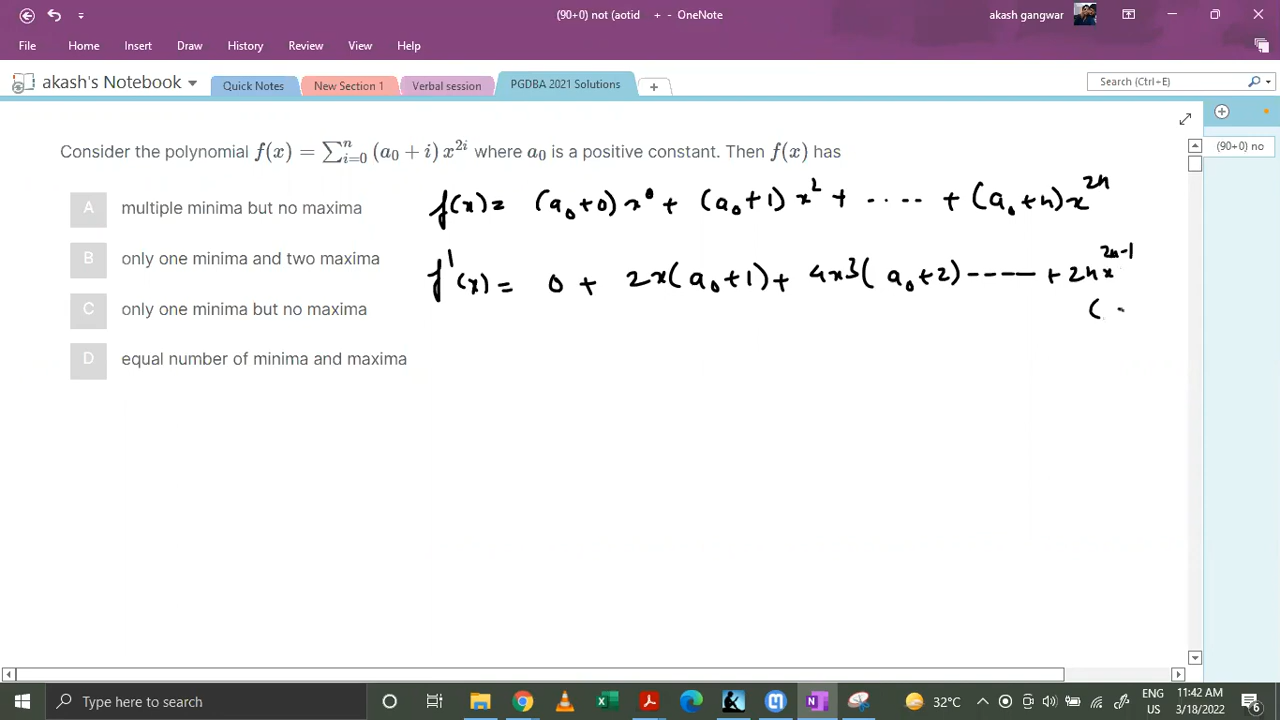 (90+0) not (aotid + - OneNote
akash gangwar
File Home Insert Draw History Review View Help
akash's Notebook Quick Notes New Section 1 Verbal session PGDBA 2021 Solutions + Search (Ctrl+E)
(90+0) no
Consider the polynomial f(x) = ∑ⁿᵢ₌₀ (a₀ + i) x²ⁱ where a₀ is a positive constant. Then f(x) has
A multiple minima but no maxima
f(x) = (a₀+0)x⁰ + (a₀+1) x² + ..... + (a₀+n)x²ⁿ
B only one minima and two maxima
f'(x) = 0 + 2x(a₀+1) + 4x³(a₀+2) ----- + 2nx²ⁿ⁻¹
(
C only one minima but no maxima
D equal number of minima and maxima
Type here to search
32°C
ENG
US
11:42 AM
3/18/2022
6